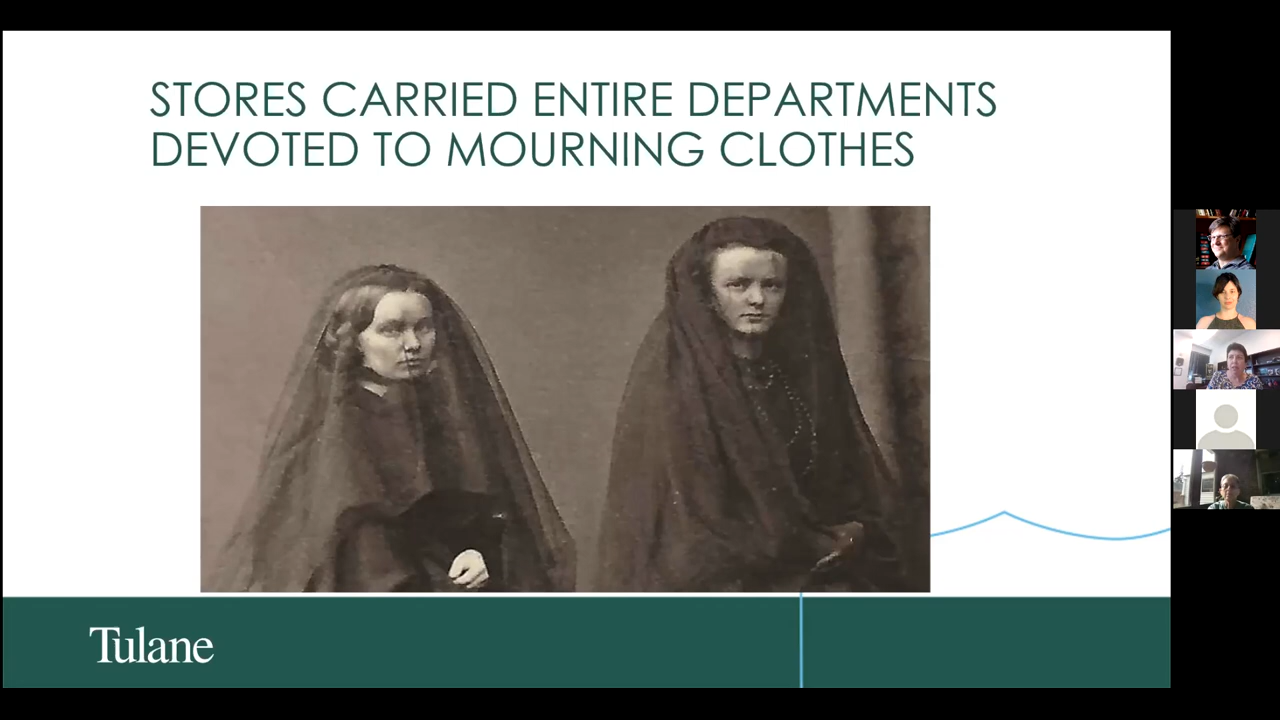 STORES CARRIED ENTIRE DEPARTMENTS
DEVOTED TO MOURNING CLOTHES
Tulane